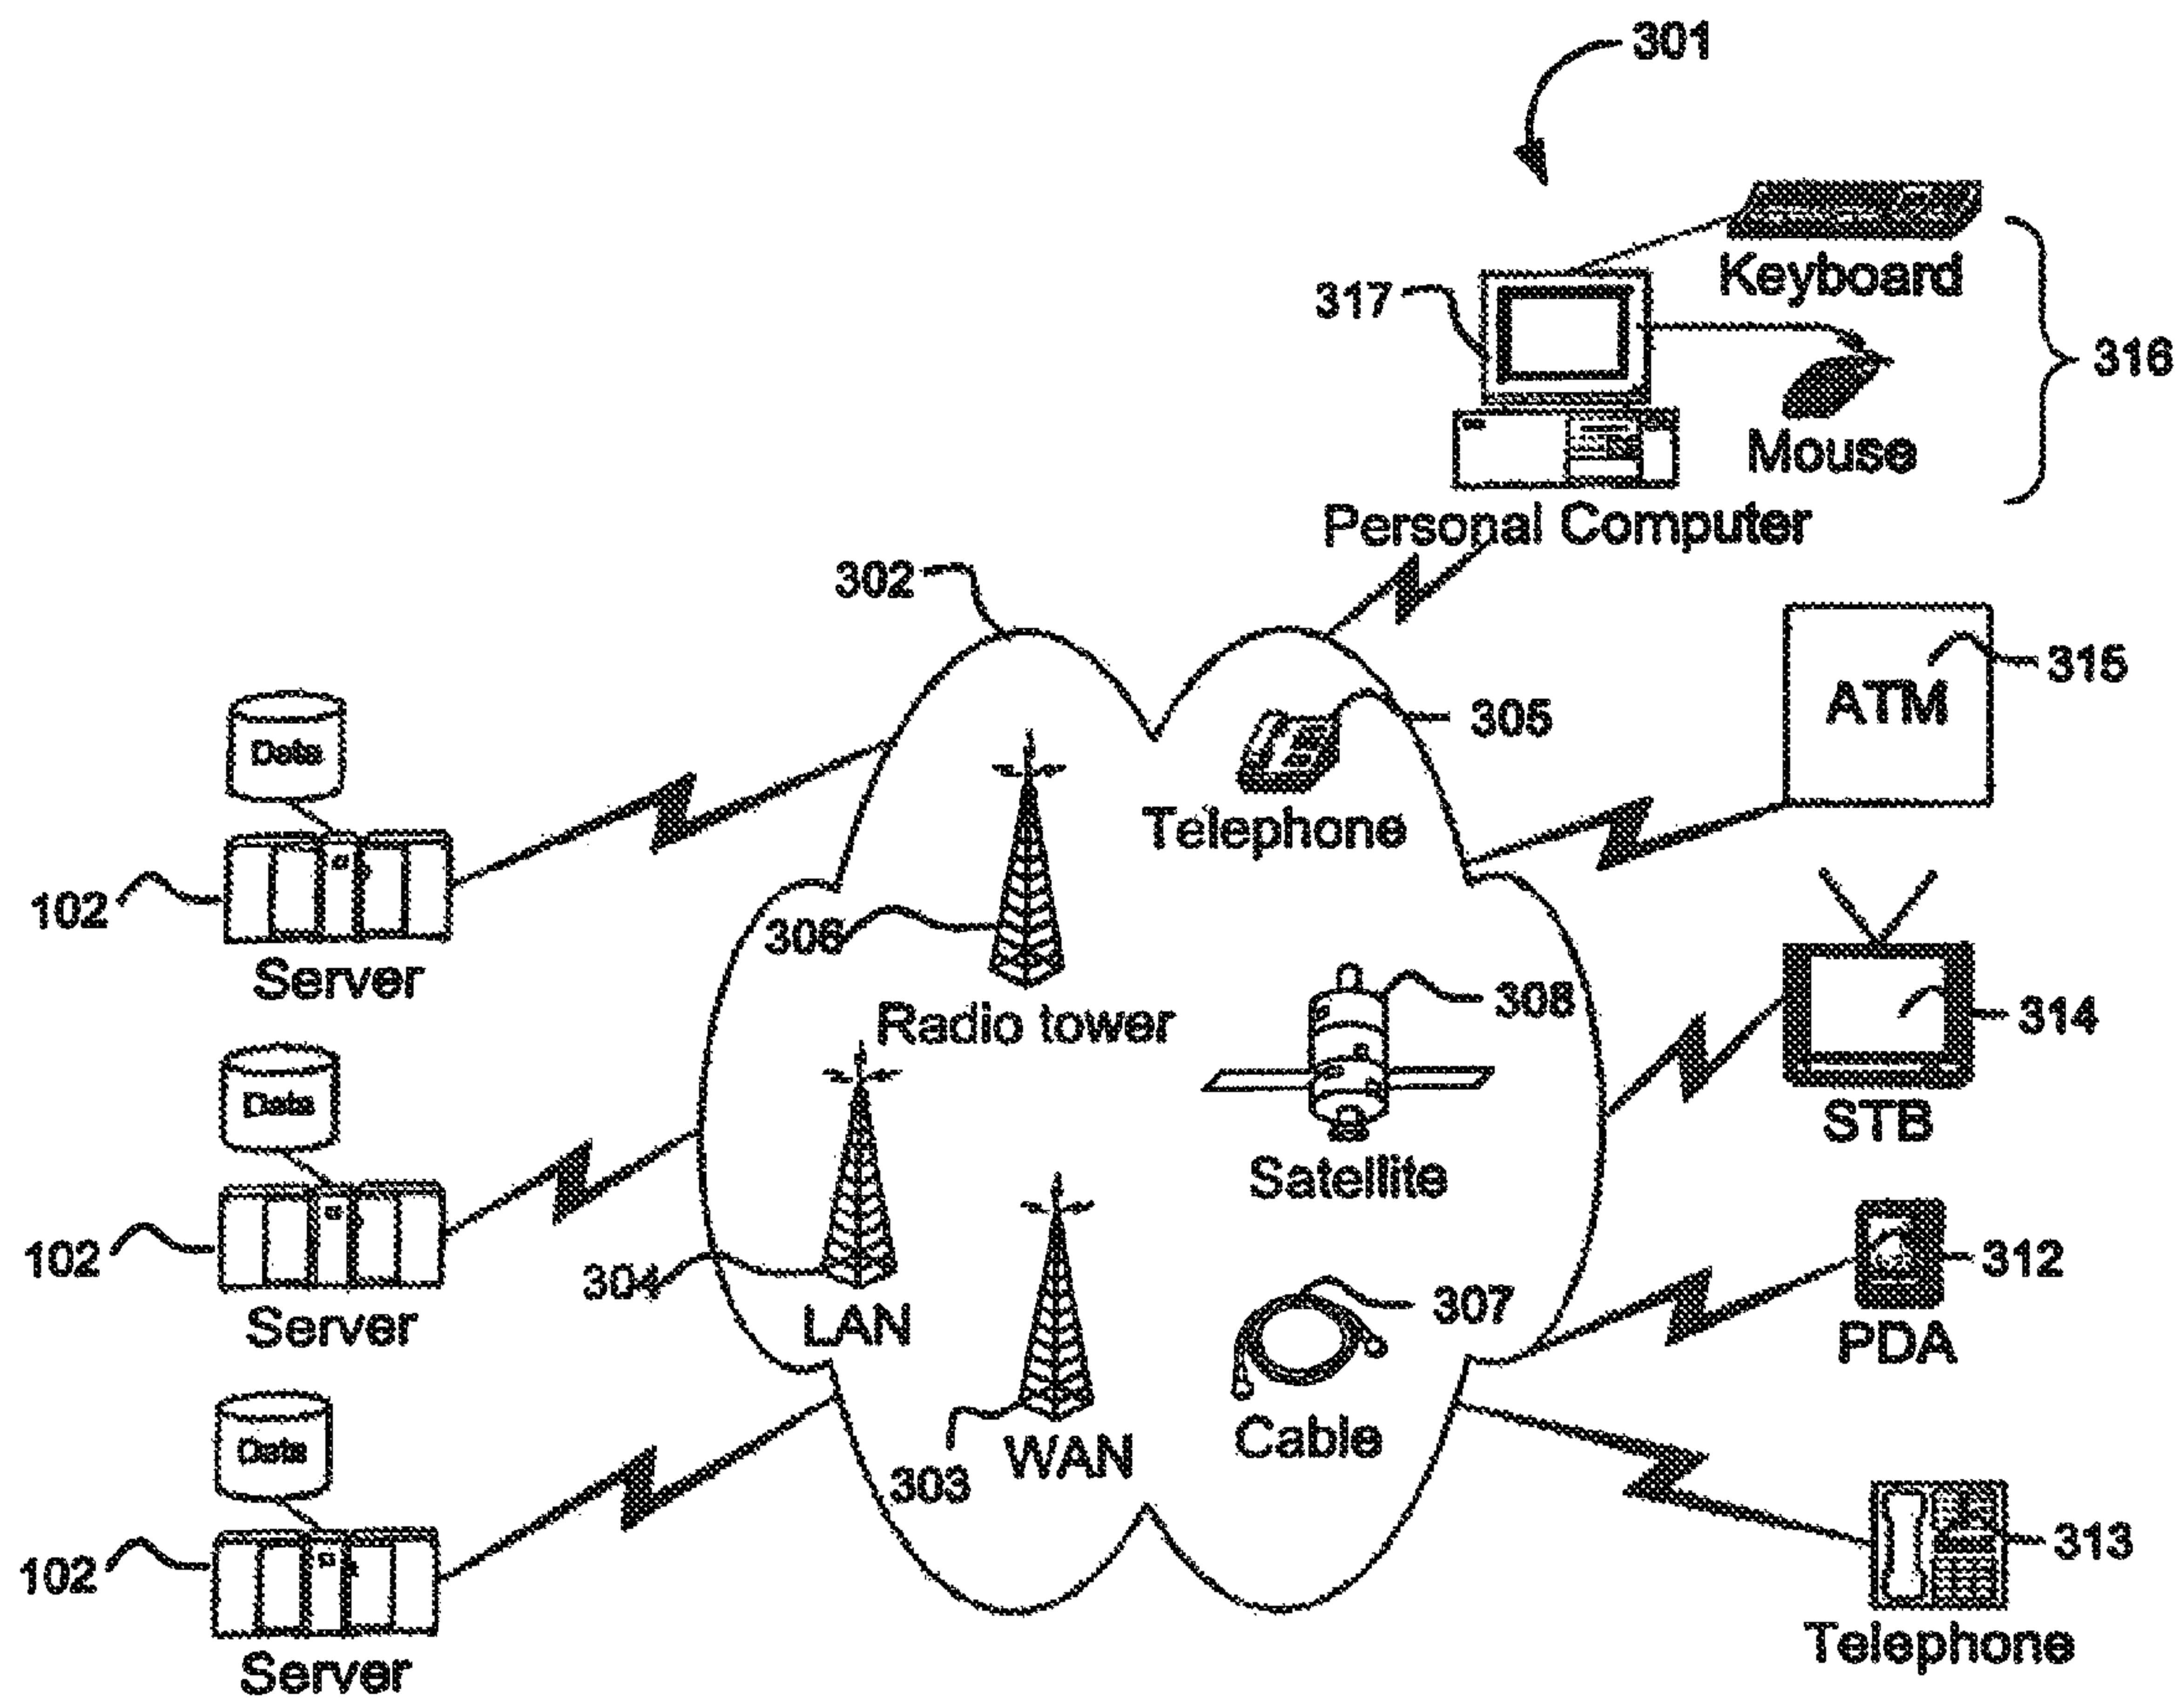 301
Keyboard
317
316
Mouse
Personal Computer
302
315
ATM
305
Data
Telephone
102
306
Server
308
Radio tower
314
Data
STB
Satellite
102
304
312
307
Server
LAN
PDA
Data
Cable
WAN
303
313
102
Telephone
Server